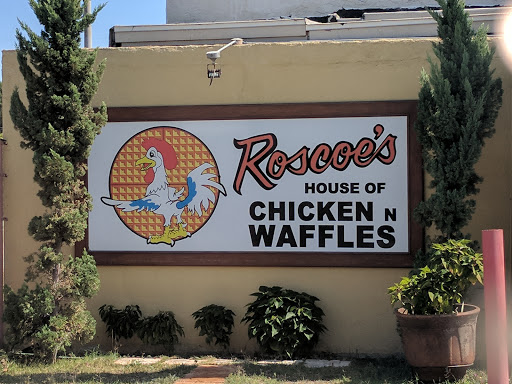 Roscoe's
HOUSE OF
CHICKEN N
WAFFLES